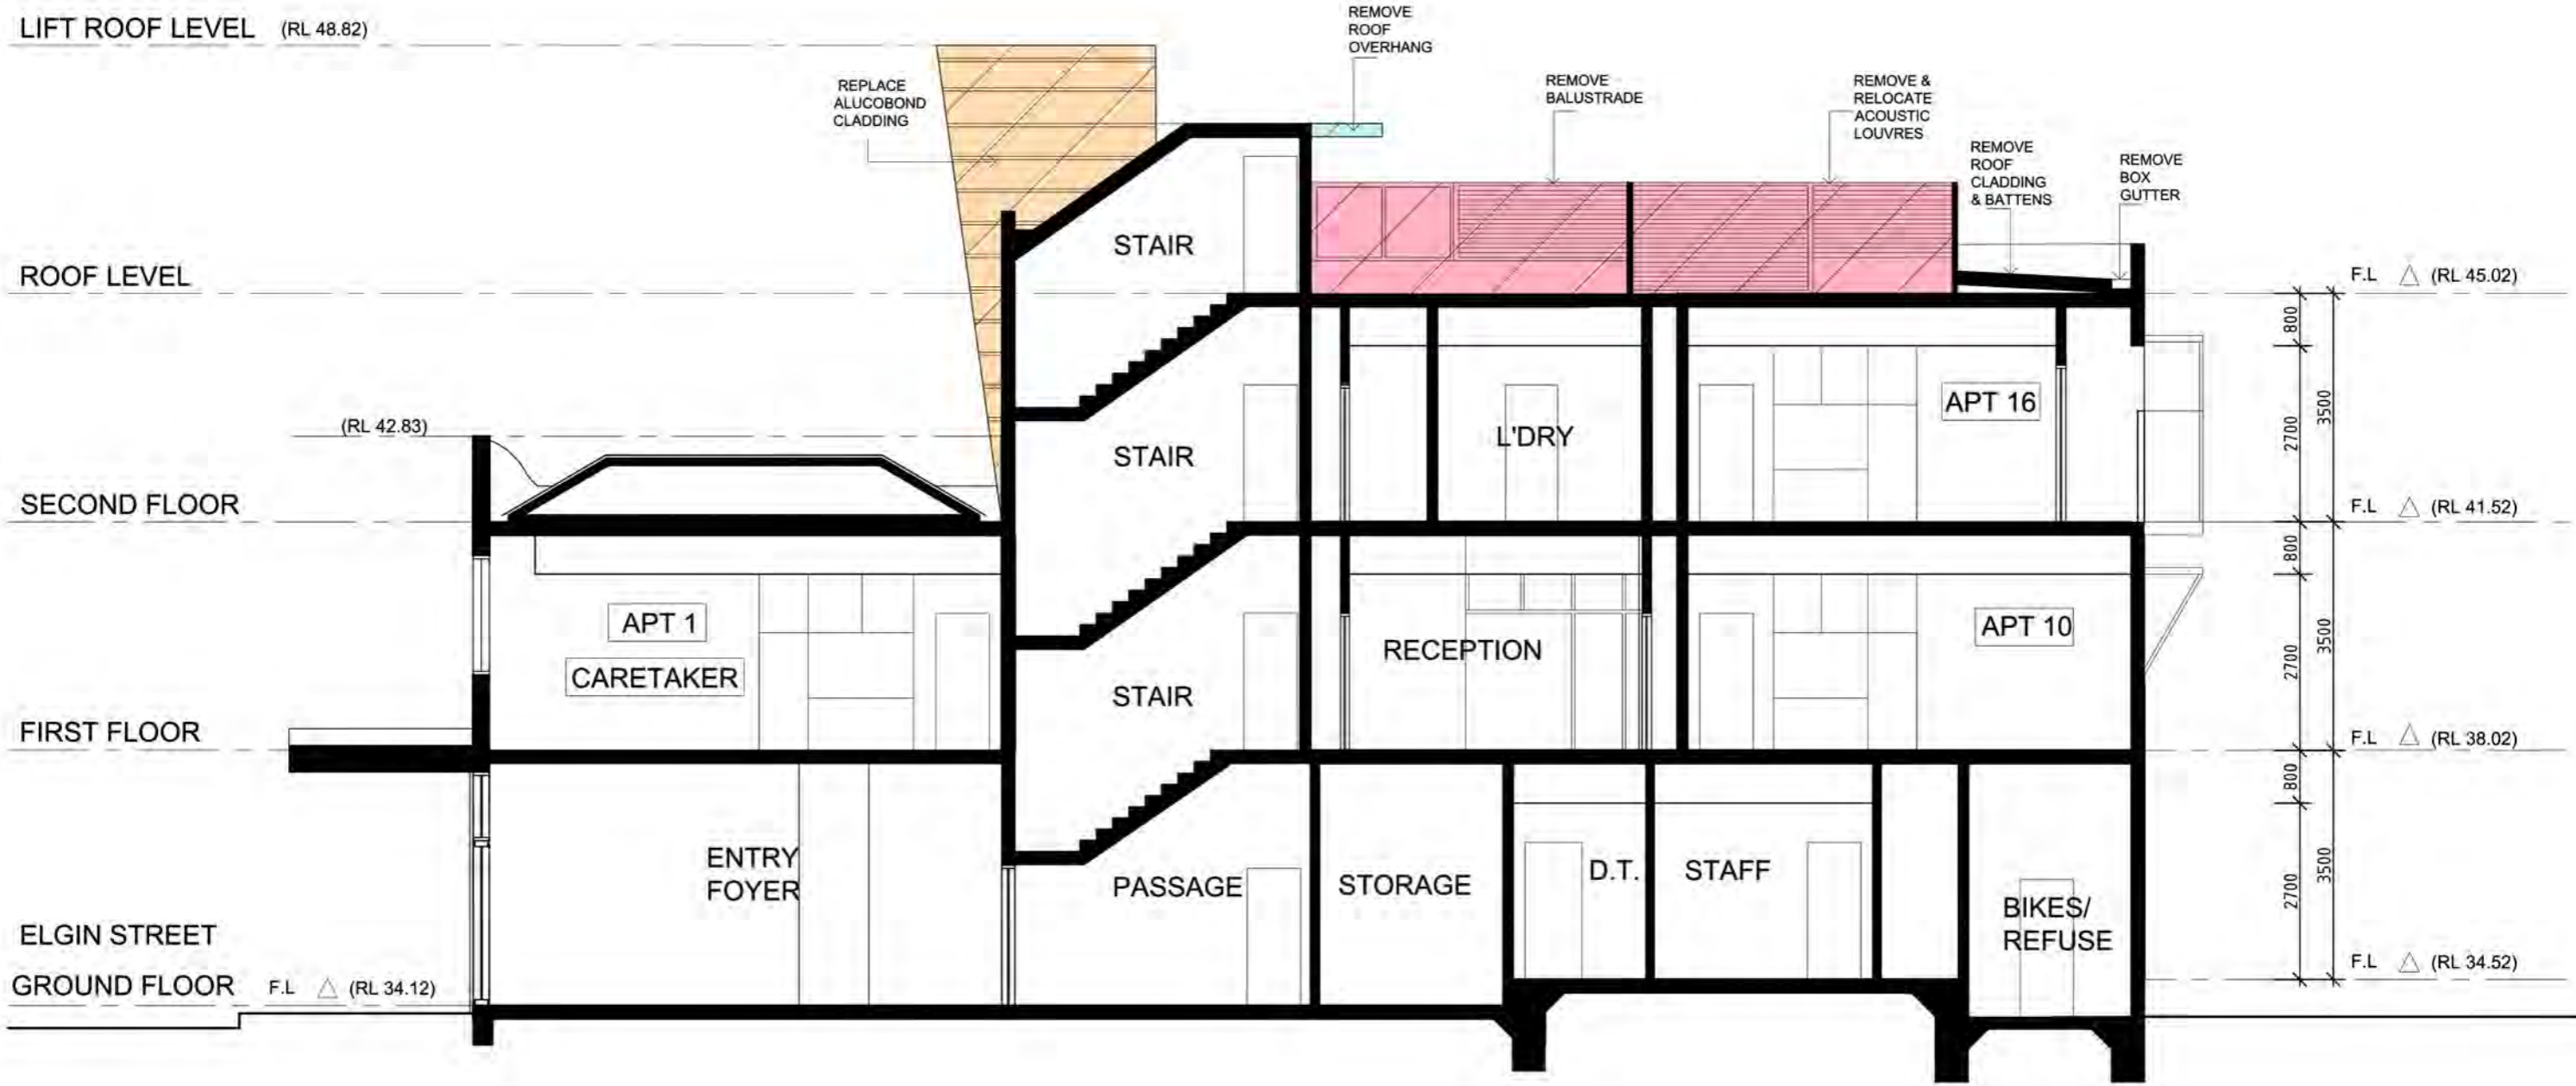 LIFT ROOF LEVEL (RL 48.82)
REMOVE
ROOF
OVERHANG
REPLACE
ALUCOBOND
CLADDING
REMOVE
BALUSTRADE
REMOVE &
RELOCATE
ACOUSTIC
LOUVRES
REMOVE
ROOF
CLADDING
& BATTENS
REMOVE
BOX
GUTTER
STAIR
ROOF LEVEL
F.L (RL 45.02)
800
2700
3500
(RL 42.83)
STAIR
L'DRY
APT 16
SECOND FLOOR
F.L (RL 41.52)
800
2700
3500
APT 1
CARETAKER
STAIR
RECEPTION
APT 10
FIRST FLOOR
F.L (RL 38.02)
800
2700
3500
ENTRY
FOYER
PASSAGE
STORAGE
D.T.
STAFF
BIKES/
REFUSE
ELGIN STREET
GROUND FLOOR F.L (RL 34.12)
F.L (RL 34.52)